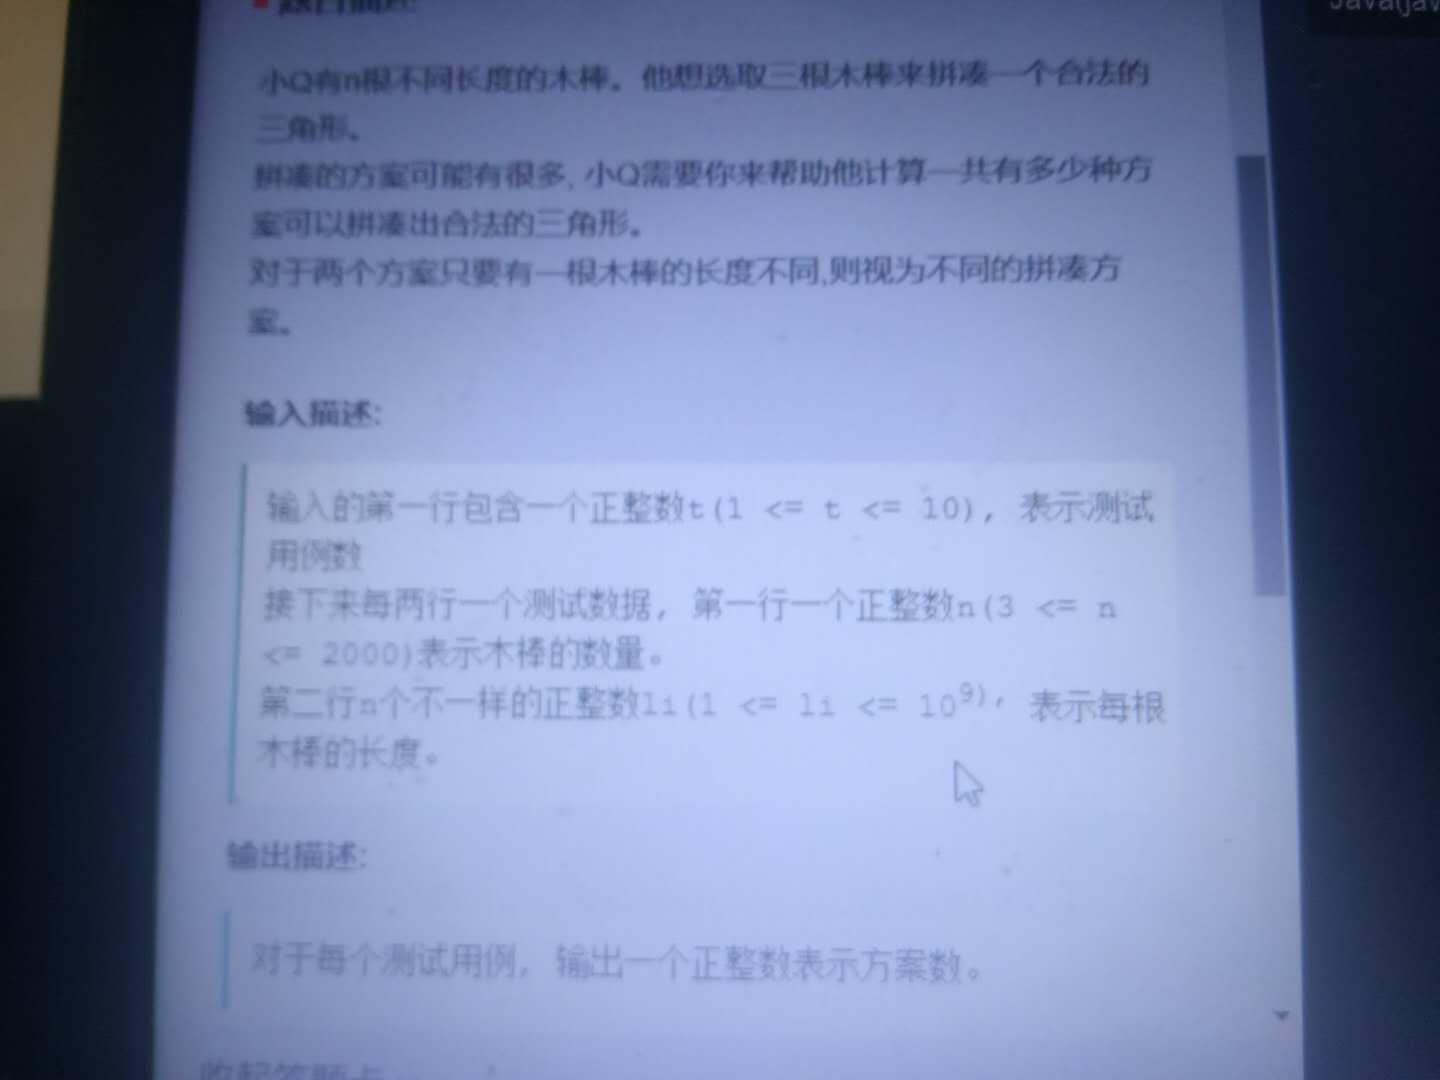 Java(jav
题目描述:
小Q有n根不同长度的木棒。他想选取三根木棒来拼凑一个合法的
三角形。
拼凑的方案可能有很多, 小Q需要你来帮助他计算一共有多少种方
案可以拼凑出合法的三角形。
对于两个方案只要有一根木棒的长度不同,则视为不同的拼凑方
案。
输入描述:
输入的第一行包含一个正整数t(1 <= t <= 10), 表示测试
用例数
接下来每两行一个测试数据, 第一行一个正整数n(3 <= n
<= 2000)表示木棒的数量。
第二行n个不一样的正整数li(1 <= li <= 10^9), 表示每根
木棒的长度。
输出描述:
对于每个测试用例, 输出一个正整数表示方案数。
收起答题卡